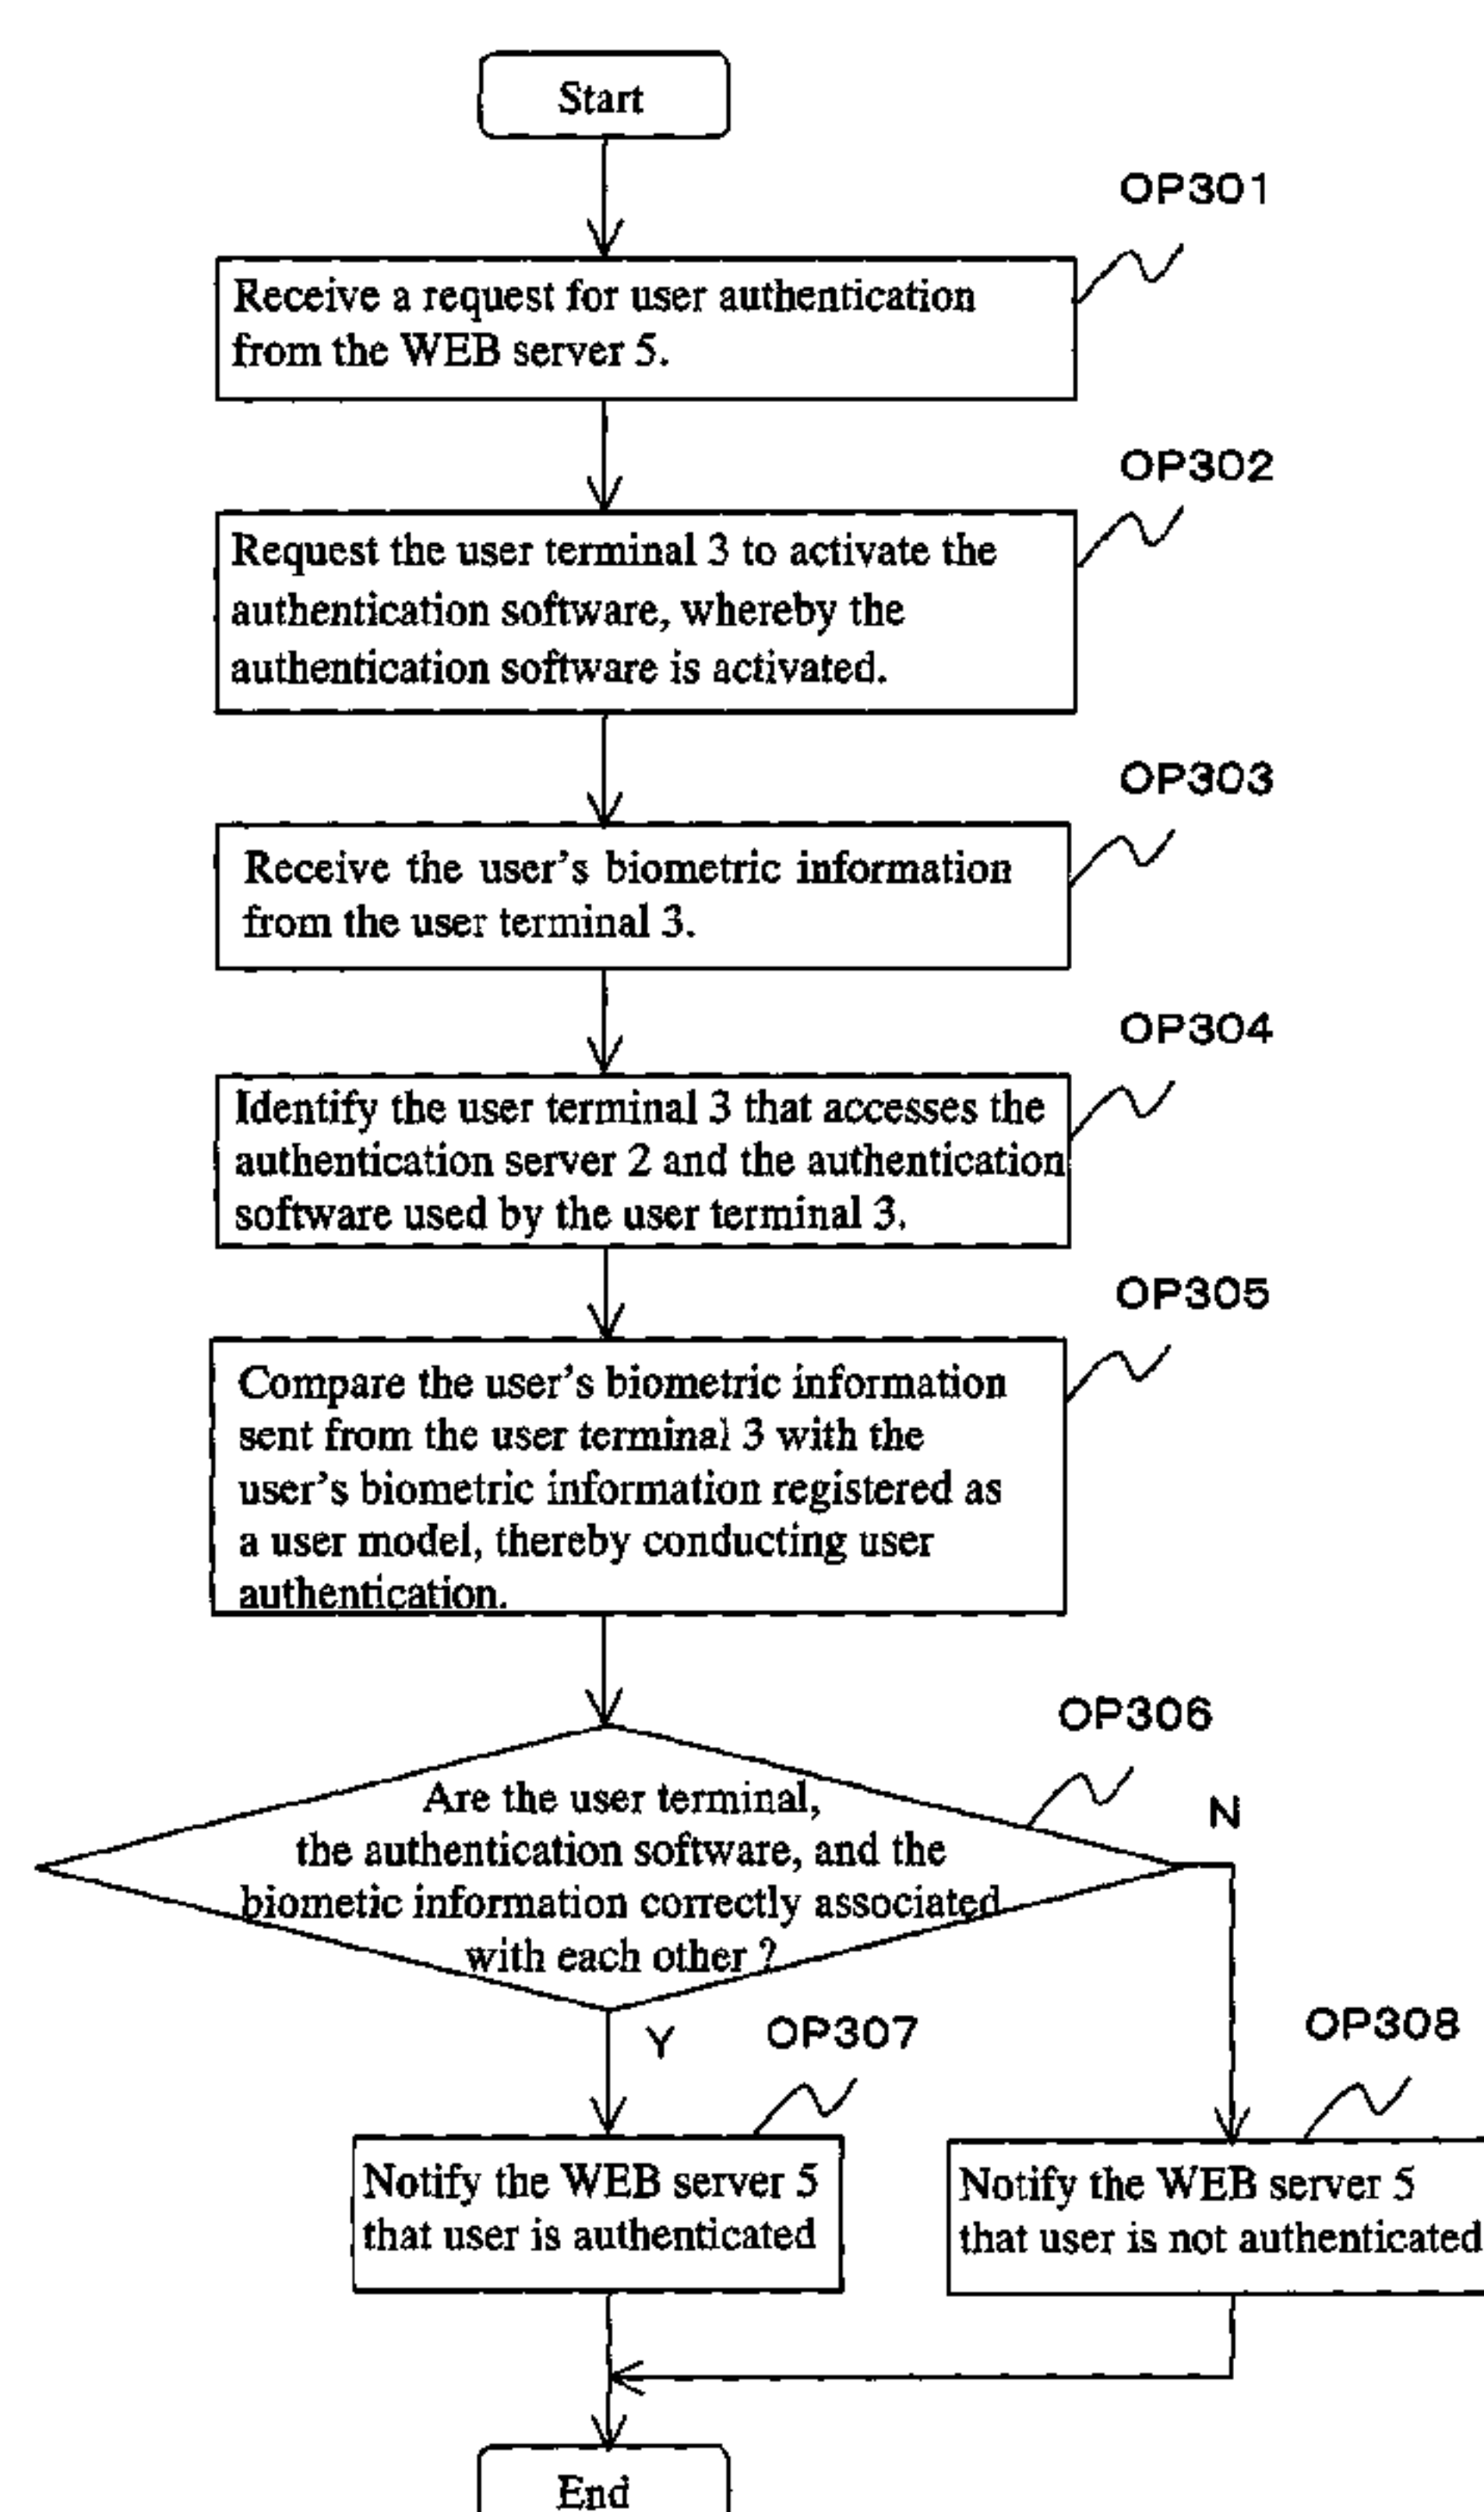 Start
OP301
Receive a request for user authentication
from the WEB server 5.
OP302
Request the user terminal 3 to activate the
authentication software, whereby the
authentication software is activated.
OP303
Receive the user's biometric information
from the user terminal 3.
OP304
Identify the user terminal 3 that accesses the
authentication server 2 and the authentication
software used by the user terminal 3.
OP305
Compare the user's biometric information
sent from the user terminal 3 with the
user's biometric information registered as
a user model, thereby conducting user
authentication.
OP306
Are the user terminal,
the authentication software, and the
biometic information correctly associated
with each other ?
N
Y
OP307
OP308
Notify the WEB server 5
that user is authenticated
Notify the WEB server 5
that user is not authenticated
End